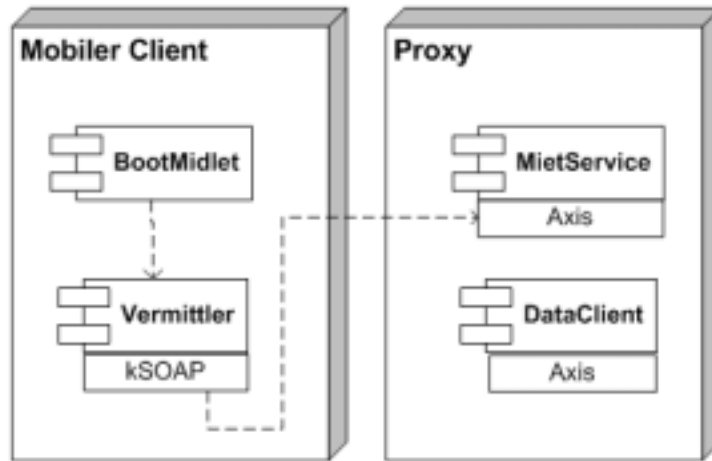 Mobiler Client
BootMidlet
Vermittler
kSOAP
Proxy
MietService
Axis
DataClient
Axis